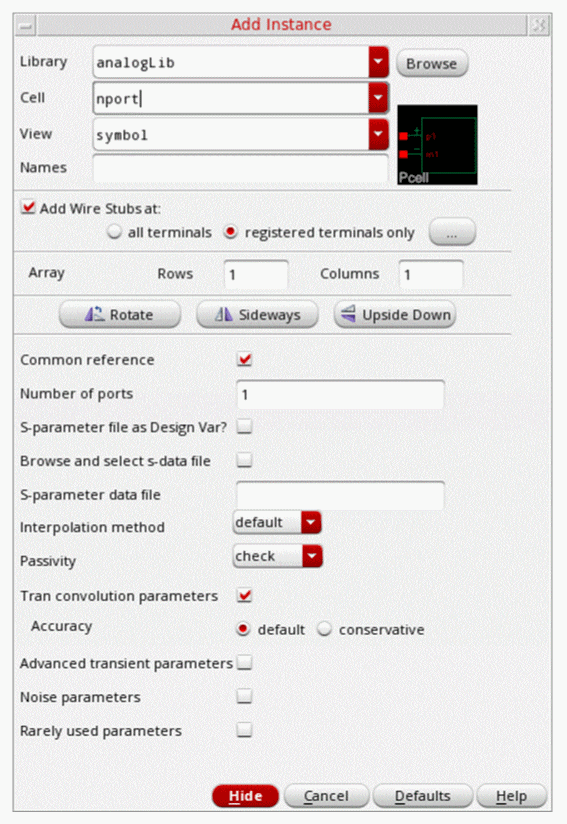 Add Instance
Library analogLib Browse
Cell nport
View symbol
Names
+ p1
− m1
Pcell
Add Wire Stubs at:
all terminals registered terminals only ...
Array Rows 1 Columns 1
Rotate Sideways Upside Down
Common reference
Number of ports 1
S-parameter file as Design Var?
Browse and select s-data file
S-parameter data file
Interpolation method default
Passivity check
Tran convolution parameters
Accuracy default conservative
Advanced transient parameters
Noise parameters
Rarely used parameters
Hide Cancel Defaults Help